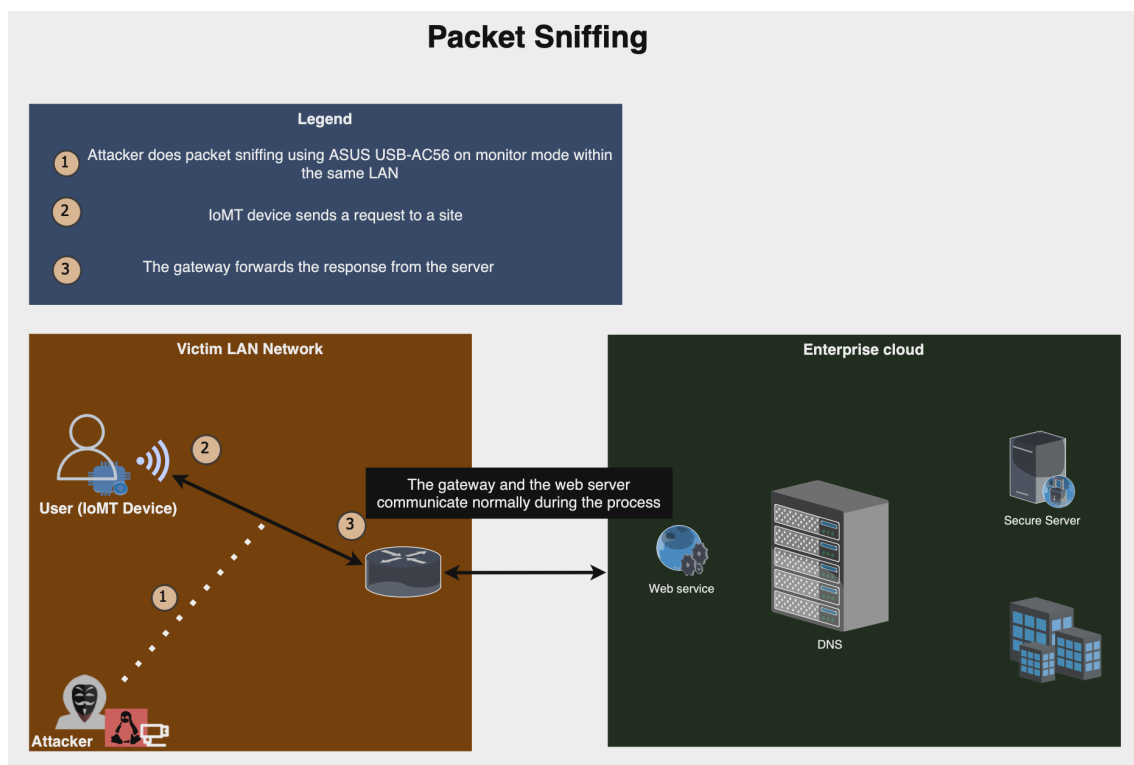 Packet Sniffing
Legend
1
Attacker does packet sniffing using ASUS USB-AC56 on monitor mode within
the same LAN
2
IoMT device sends a request to a site
3
The gateway forwards the response from the server
Victim LAN Network
Enterprise cloud
2
User (IoMT Device)
The gateway and the web server
communicate normally during the process
3
Secure Server
Web service
1
DNS
Attacker